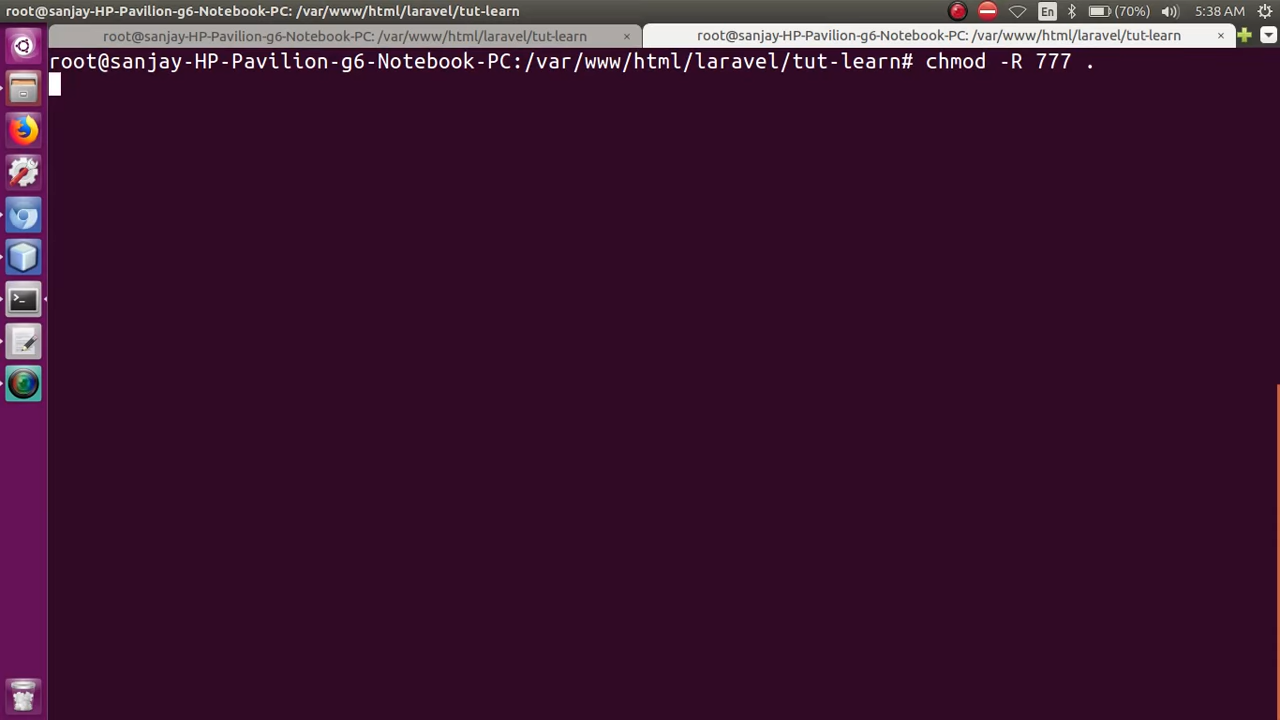 root@sanjay-HP-Pavilion-g6-Notebook-PC: /var/www/html/laravel/tut-learn
En
(70%)
5:38 AM
root@sanjay-HP-Pavilion-g6-Notebook-PC: /var/www/html/laravel/tut-learn ×
root@sanjay-HP-Pavilion-g6-Notebook-PC: /var/www/html/laravel/tut-learn ×
root@sanjay-HP-Pavilion-g6-Notebook-PC:/var/www/html/laravel/tut-learn# chmod -R 777 .